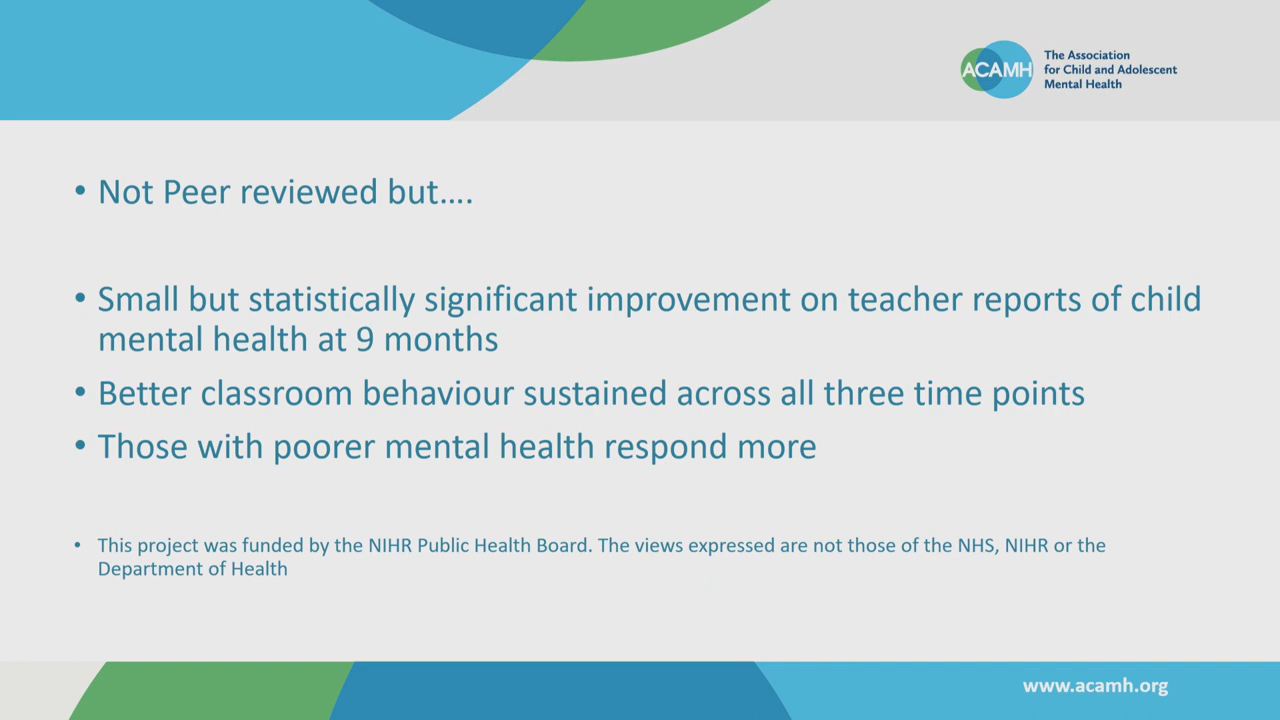 ACAMH
The Association
for Child and Adolescent
Mental Health
• Not Peer reviewed but....
• Small but statistically significant improvement on teacher reports of child
mental health at 9 months
• Better classroom behaviour sustained across all three time points
• Those with poorer mental health respond more
• This project was funded by the NIHR Public Health Board. The views expressed are not those of the NHS, NIHR or the
Department of Health
www.acamh.org